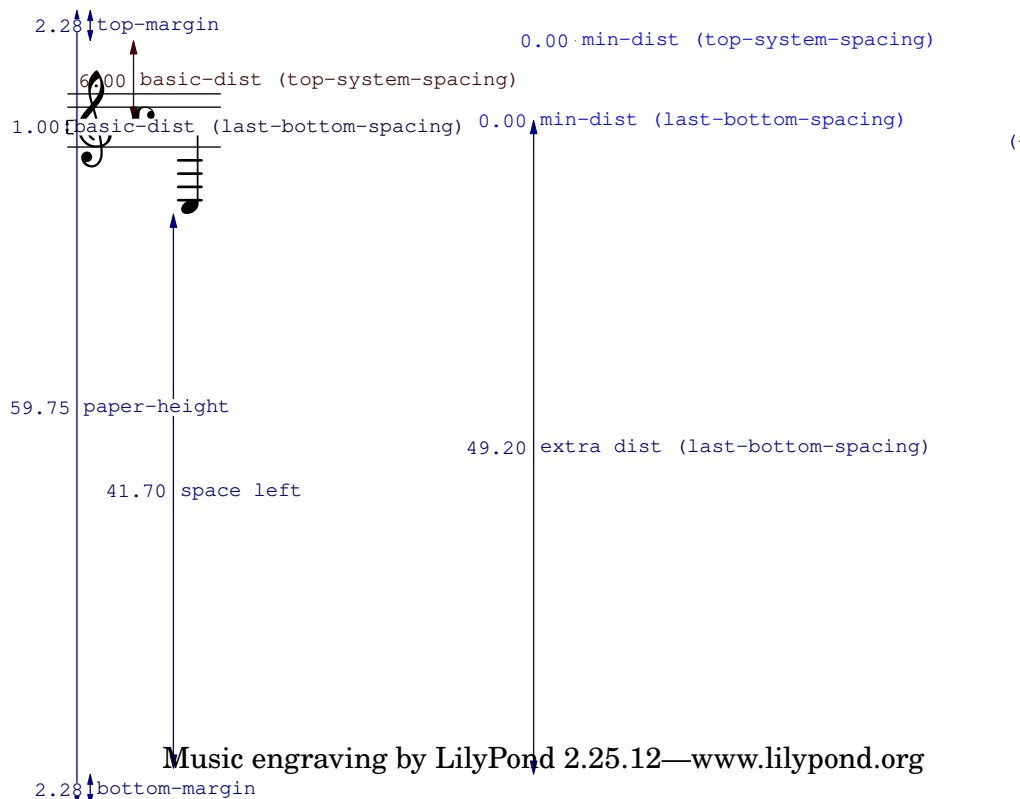 2.28 top-margin
0.00 min-dist (top-system-spacing)
6.00 basic-dist (top-system-spacing)
1.00 basic-dist (last-bottom-spacing)
0.00 min-dist (last-bottom-spacing)
(
59.75 paper-height
49.20 extra dist (last-bottom-spacing)
41.70 space left
Music engraving by LilyPond 2.25.12—www.lilypond.org
2.28 bottom-margin